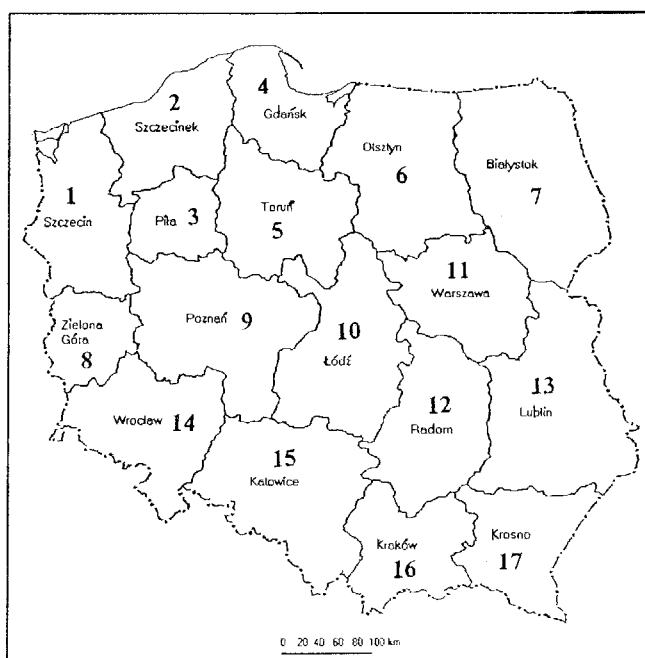 4
Gdańsk
2
Szczecinek
Olsztyn
6
Białystok
7
1
Szczecin
Piła 3
Toruń
5
11
Warszawa
Zielona
Góra
8
Poznań 9
10
Łódź
13
Lublin
12
Radom
Wrocław 14
15
Katowice
Kraków
16
Krosno
17
0 20 40 60 80 100 km